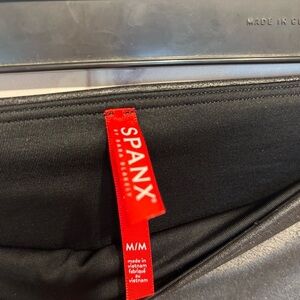 MADE IN
SPANX
BY SARA BLAKELY
M/M
made in
vietnam
fabriqué
au
vietnam